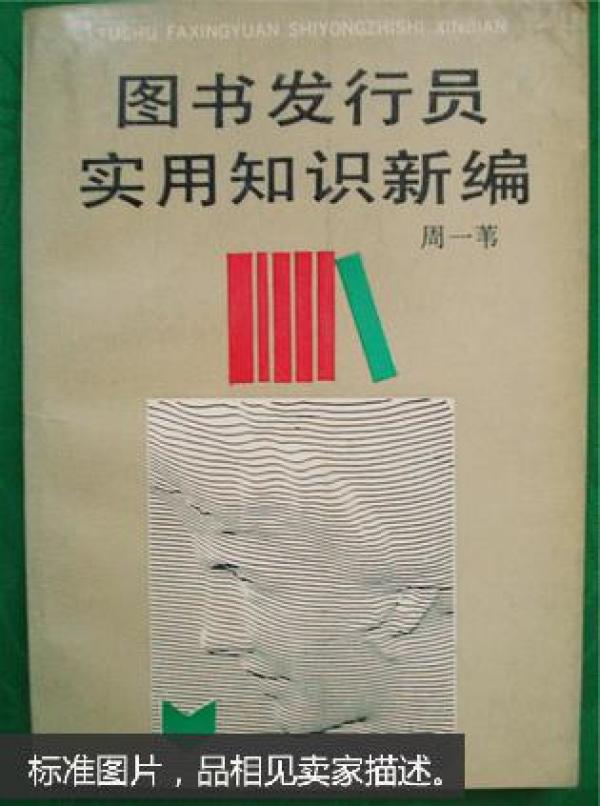 TUSHU FAXINGYUAN SHIYONGZHISHI XINBIAN
图书发行员
实用知识新编
周一苇
标准图片，品相见卖家描述。